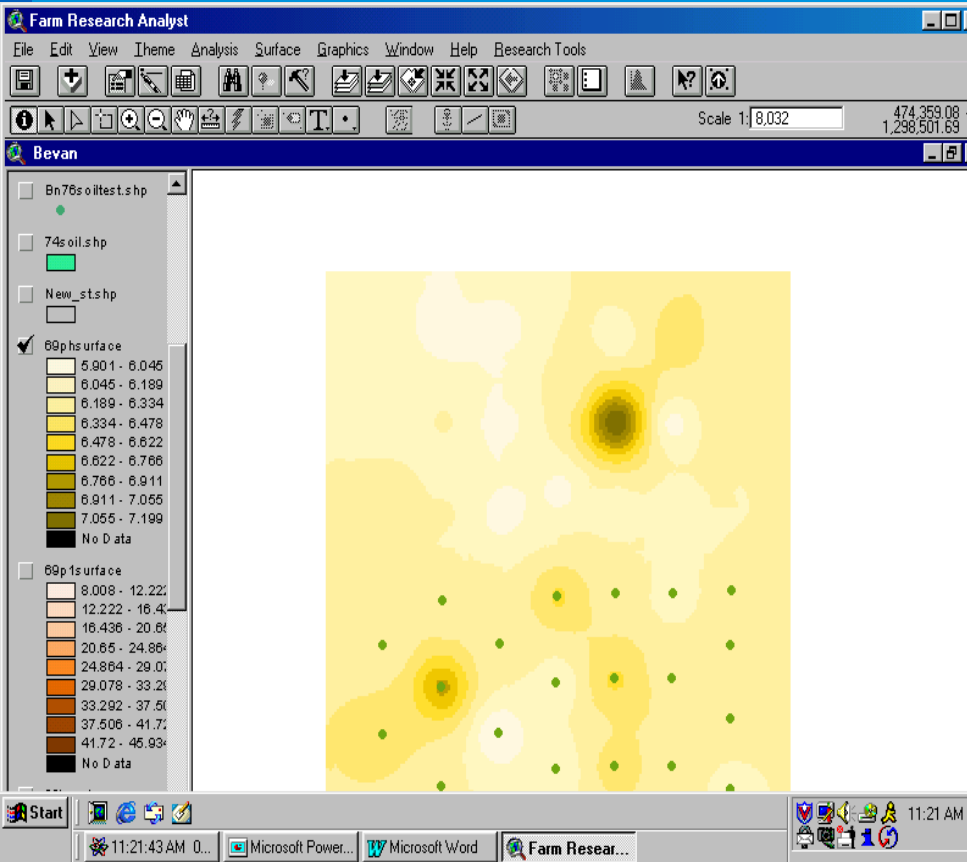 Farm Research Analyst
File Edit View Theme Analysis Surface Graphics Window Help Research Tools
Scale 1: 8,032
474,359.08
1,298,501.69
Bevan
Bn76soiltest.shp
74soil.shp
New_st.shp
69phsurface
5.901 - 6.045
6.045 - 6.189
6.189 - 6.334
6.334 - 6.478
6.478 - 6.622
6.622 - 6.766
6.766 - 6.911
6.911 - 7.055
7.055 - 7.199
No Data
69p1surface
8.008 - 12.222
12.222 - 16.4
16.436 - 20.65
20.65 - 24.864
24.864 - 29.07
29.078 - 33.29
33.292 - 37.50
37.506 - 41.72
41.72 - 45.934
No Data
Start
11:21 AM
11:21:43 AM 0...
Microsoft Power...
Microsoft Word
Farm Resear...